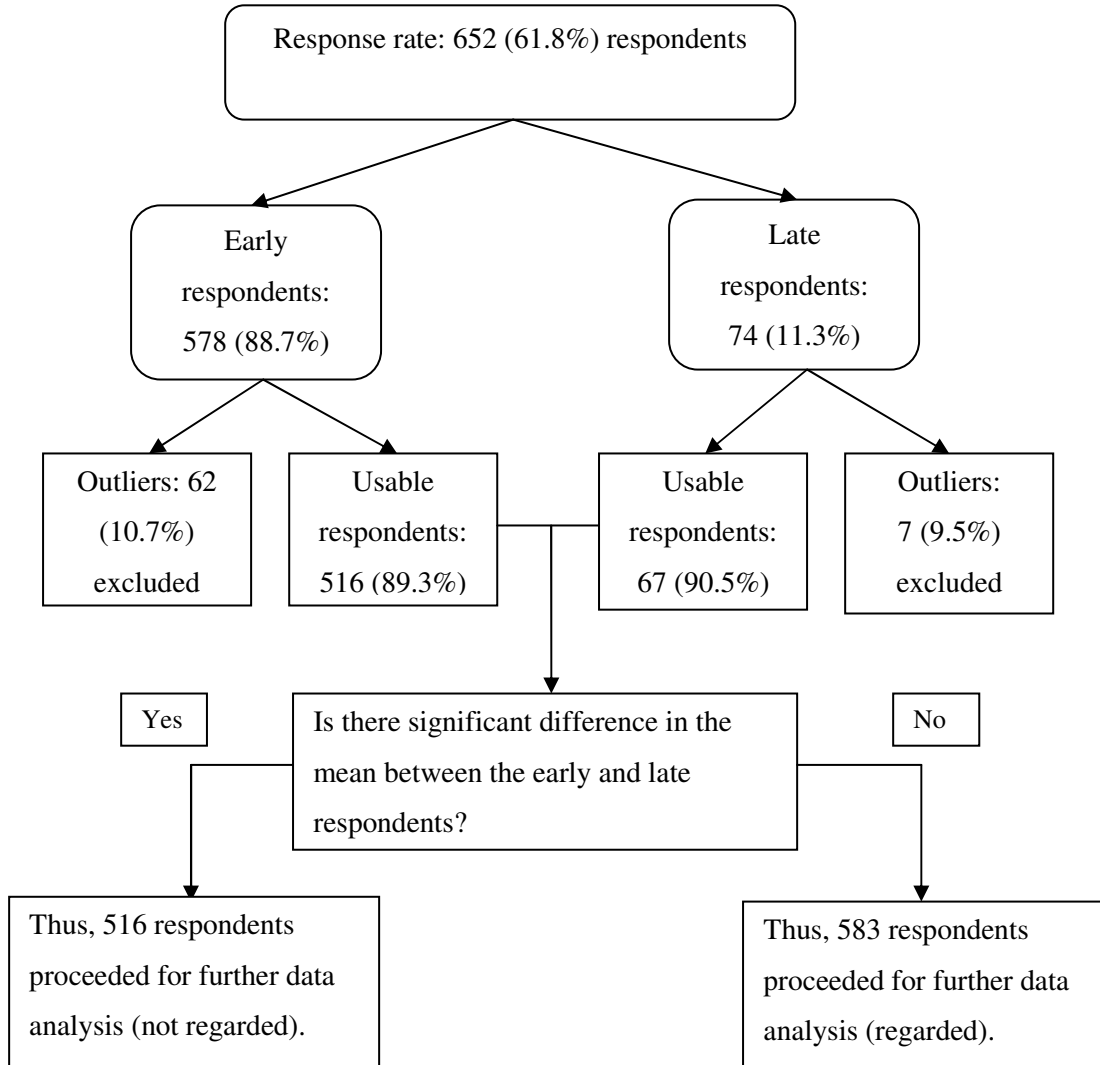 Response rate: 652 (61.8%) respondents
Early
respondents:
578 (88.7%)
Late
respondents:
74 (11.3%)
Outliers: 62
(10.7%)
excluded
Usable
respondents:
516 (89.3%)
Usable
respondents:
67 (90.5%)
Outliers:
7 (9.5%)
excluded
Yes
No
Is there significant difference in the
mean between the early and late
respondents?
Thus, 516 respondents
proceeded for further data
analysis (not regarded).
Thus, 583 respondents
proceeded for further data
analysis (regarded).